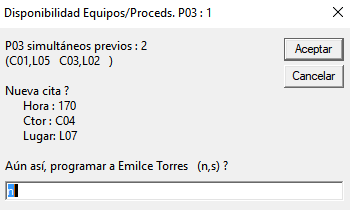 Disponibilidad Equipos/Proceds. P03 : 1
P03 simultáneos previos : 2
(C01,L05 C03,L02 )
Aceptar
Cancelar
Nueva cita ?
Hora : 170
Ctor : C04
Lugar: L07
Aún así, programar a Emilce Torres (n,s) ?
n